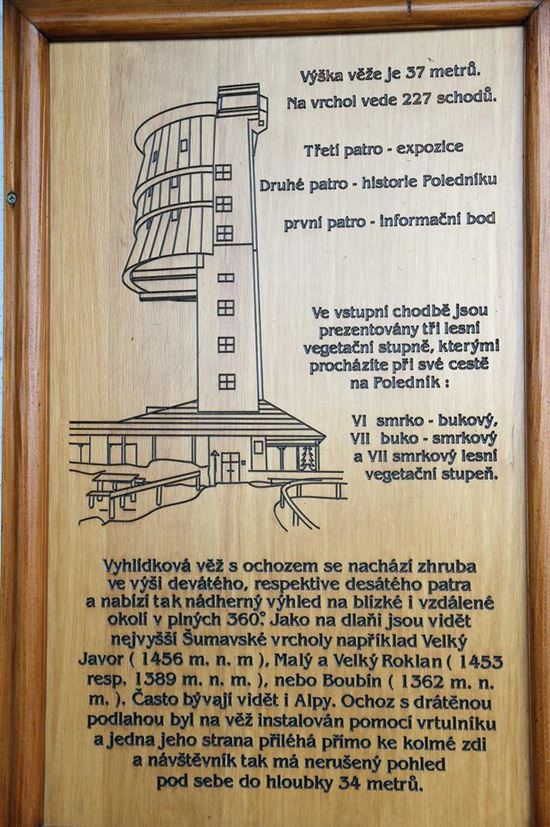 Výška věže je 37 metrů.
Na vrchol vede 227 schodů.
Třetí patro - expozice
Druhé patro - historie Poledníku
první patro - informační bod
Ve vstupní chodbě jsou
prezentovány tři lesní
vegetační stupně, kterými
procházíte při své cestě
na Poledník :
VI smrko - bukový,
VII buko - smrkový
a VII smrkový lesní
vegetační stupeň.
Vyhlídková věž s ochozem se nachází zhruba
ve výši devátého, respektive desátého patra
a nabízí tak nádherný výhled na blízké i vzdálené
okolí v plných 360°. Jako na dlani jsou vidět
nejvyšší Šumavské vrcholy například Velký
Javor ( 1456 m. n. m ), Malý a Velký Roklan ( 1453
resp. 1389 m. n. m. ), nebo Boubín ( 1362 m. n.
m. ). Často bývají vidět i Alpy. Ochoz s drátěnou
podlahou byl na věž instalován pomocí vrtulníku
a jedna jeho strana přiléhá přímo ke kolmé zdi
a návštěvník tak má nerušený pohled
pod sebe do hloubky 34 metrů.